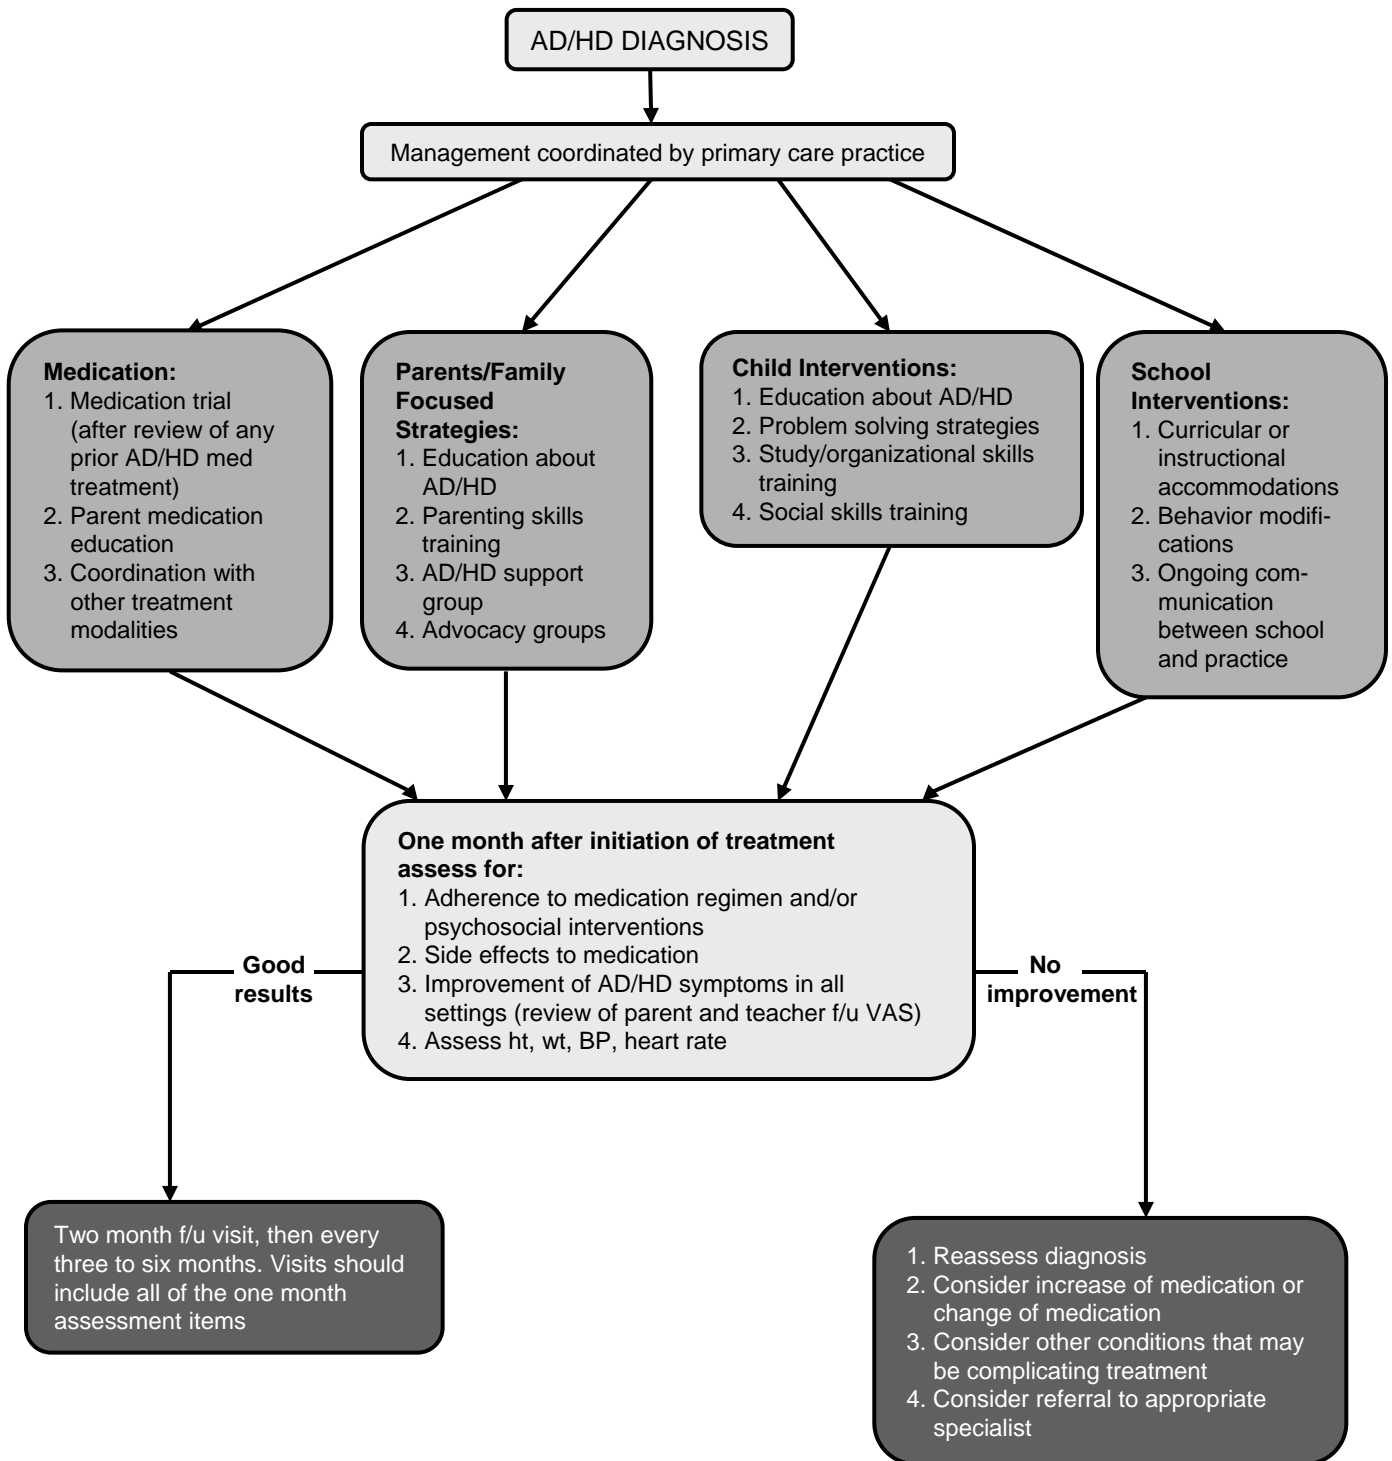 AD/HD DIAGNOSIS
Management coordinated by primary care practice
Medication:
1. Medication trial
(after review of any
prior AD/HD med
treatment)
2. Parent medication
education
3. Coordination with
other treatment
modalities
Parents/Family
Focused
Strategies:
1. Education about
AD/HD
2. Parenting skills
training
3. AD/HD support
group
4. Advocacy groups
Child Interventions:
1. Education about AD/HD
2. Problem solving strategies
3. Study/organizational skills
training
4. Social skills training
School
Interventions:
1. Curricular or
instructional
accommodations
2. Behavior modifi-
cations
3. Ongoing com-
munication
between school
and practice
One month after initiation of treatment
assess for:
1. Adherence to medication regimen and/or
psychosocial interventions
2. Side effects to medication
3. Improvement of AD/HD symptoms in all
settings (review of parent and teacher f/u VAS)
4. Assess ht, wt, BP, heart rate
Good
results
No
improvement
Two month f/u visit, then every
three to six months. Visits should
include all of the one month
assessment items
1. Reassess diagnosis
2. Consider increase of medication or
change of medication
3. Consider other conditions that may
be complicating treatment
4. Consider referral to appropriate
specialist